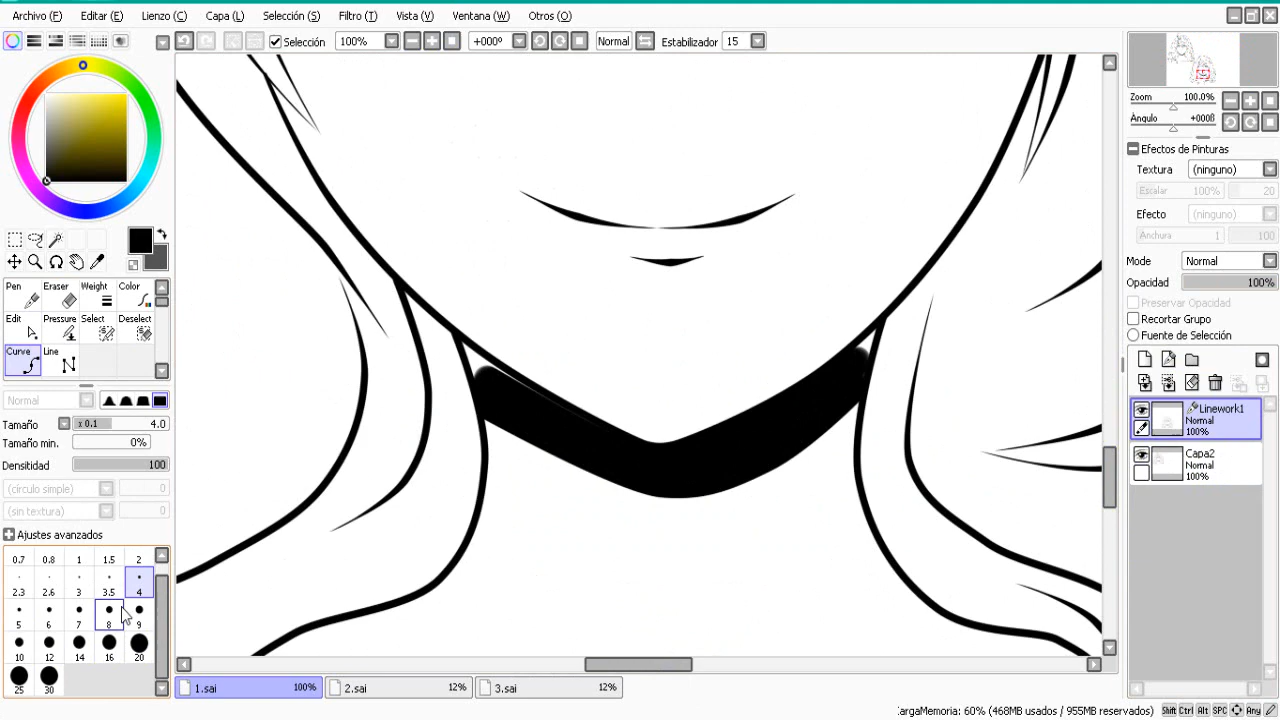 Archivo (F) Editar (E) Lienzo (C) Capa (L) Selección (S) Filtro (T) Vista (V) Ventana (W) Otros (O)
Selección 100% +000º Normal Estabilizador 15
Zoom 100.0%
Ángulo +000ß
Efectos de Pinturas
Textura (ninguno)
Escalar 100% 20
Efecto (ninguno)
Anchura 1 100
Mode Normal
Opacidad 100%
Preservar Opacidad
Recortar Grupo
Fuente de Selección
Linework1
Normal
100%
Capa2
Normal
100%
Pen Eraser Weight Color
Edit Pressure Select Deselect
Curve Line
Normal
Tamaño x 0.1 4.0
Tamaño min. 0%
Densitidad 100
(círculo simple) 0
(sin textura) 0
Ajustes avanzados
0.7 0.8 1 1.5 2
2.3 2.6 3 3.5 4
5 6 7 8 9
10 12 14 16 20
25 30
1.sai 100% 2.sai 12% 3.sai 12%
argaMemoria: 60% (468MB usados / 955MB reservados) Shift Ctrl Alt SPC Any